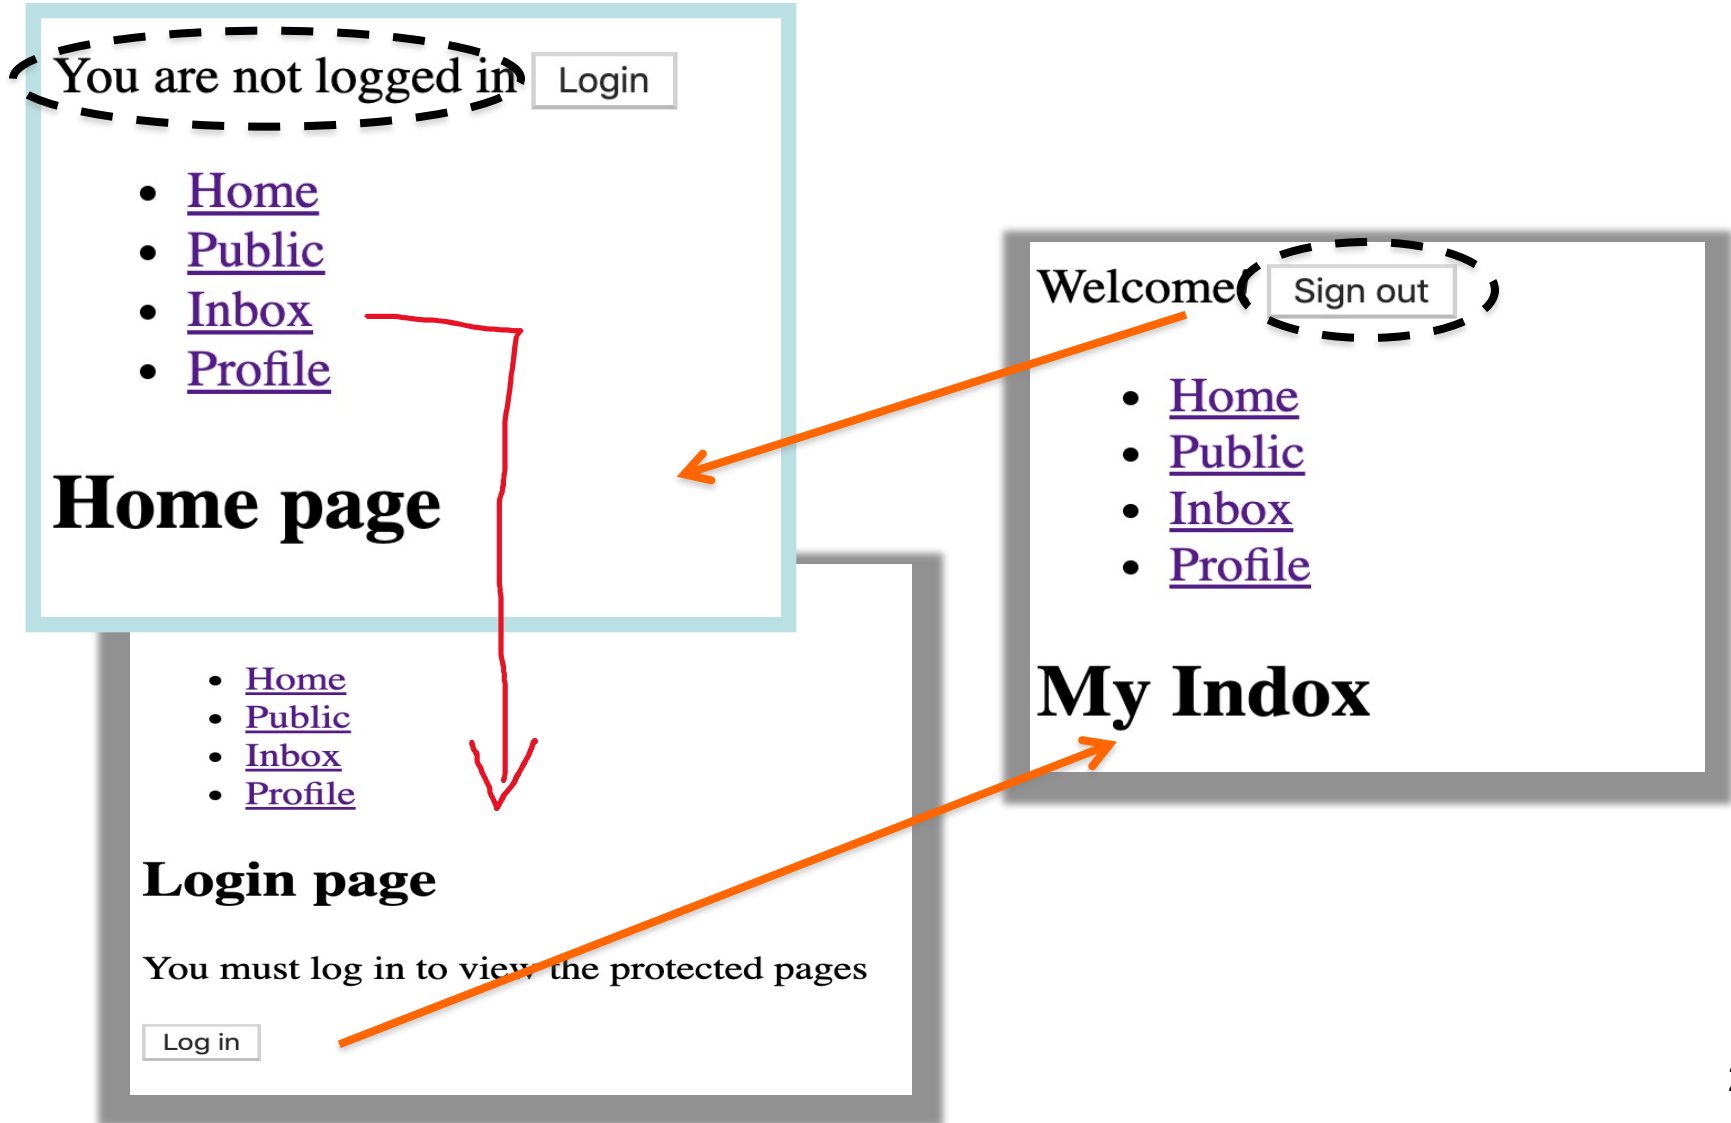 You are not logged in Login
Home
Public
Inbox
Profile
Home page
Home
Public
Inbox
Profile
Login page
You must log in to view the protected pages
Log in
Welcome! Sign out
Home
Public
Inbox
Profile
My Indox